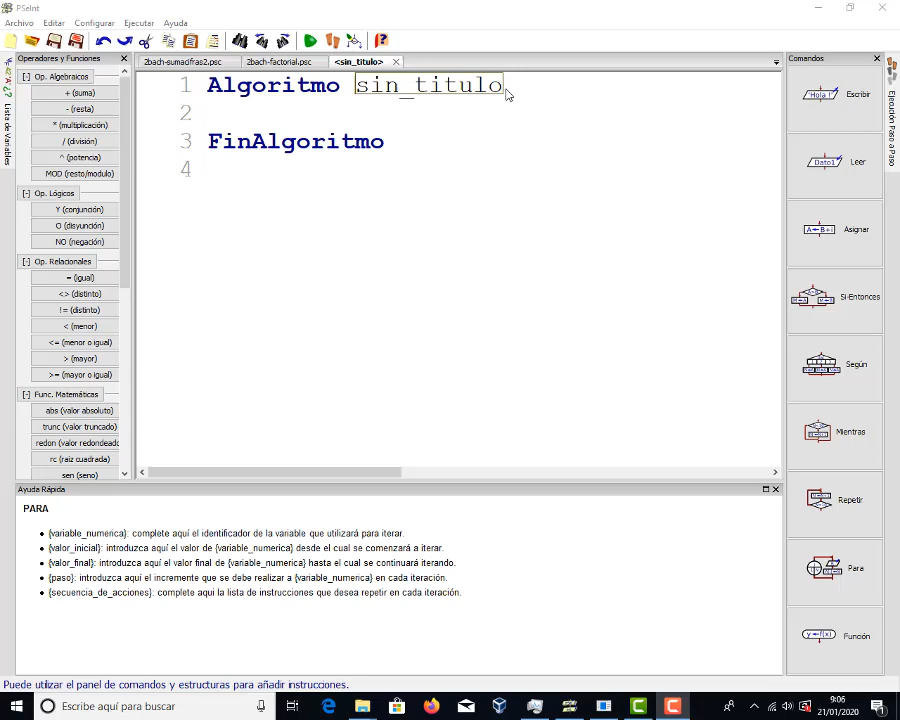 PSeInt
Archivo Editar Configurar Ejecutar Ayuda
Operadores y Funciones
2bach-sumacifras2.psc 2bach-factorial.psc <sin_titulo>
Comandos
Lista de Variables
[-] Op. Algebraicos
+ (suma)
- (resta)
* (multiplicación)
/ (división)
^ (potencia)
MOD (resto/modulo)
[-] Op. Lógicos
Y (conjunción)
O (disyunción)
NO (negación)
[-] Op. Relacionales
= (igual)
<> (distinto)
!= (distinto)
< (menor)
<= (menor o igual)
> (mayor)
>= (mayor o igual)
[-] Func. Matemáticas
abs (valor absoluto)
trunc (valor truncado)
redon (valor redondeado
rc (raiz cuadrada)
sen (seno)
1 Algoritmo sin_titulo
2
3 FinAlgoritmo
4
'Hola !' Escribir
Dato1 Leer
A←B+i Asignar
Si-Entonces
Según
Mientras
Repetir
Para
y←f(x) Función
Ejecución Paso a Paso
Ayuda Rápida
PARA
• {variable_numerica}: complete aquí el identificador de la variable que utilizará para iterar.
• {valor_inicial}: introduzca aquí el valor de {variable_numerica} desde el cual se comenzará a iterar.
• {valor_final}: introduzca aquí el valor final de {variable_numerica} hasta el cual se continuará iterando.
• {paso}: introduzca aquí el incremente que se debe realizar a {variable_numerica} en cada iteración.
• {secuencia_de_acciones}: complete aqui la lista de instrucciones que desea repetir en cada iteración.
Puede utilizar el panel de comandos y estructuras para añadir instrucciones.
Escribe aquí para buscar
9:06
21/01/2020
1